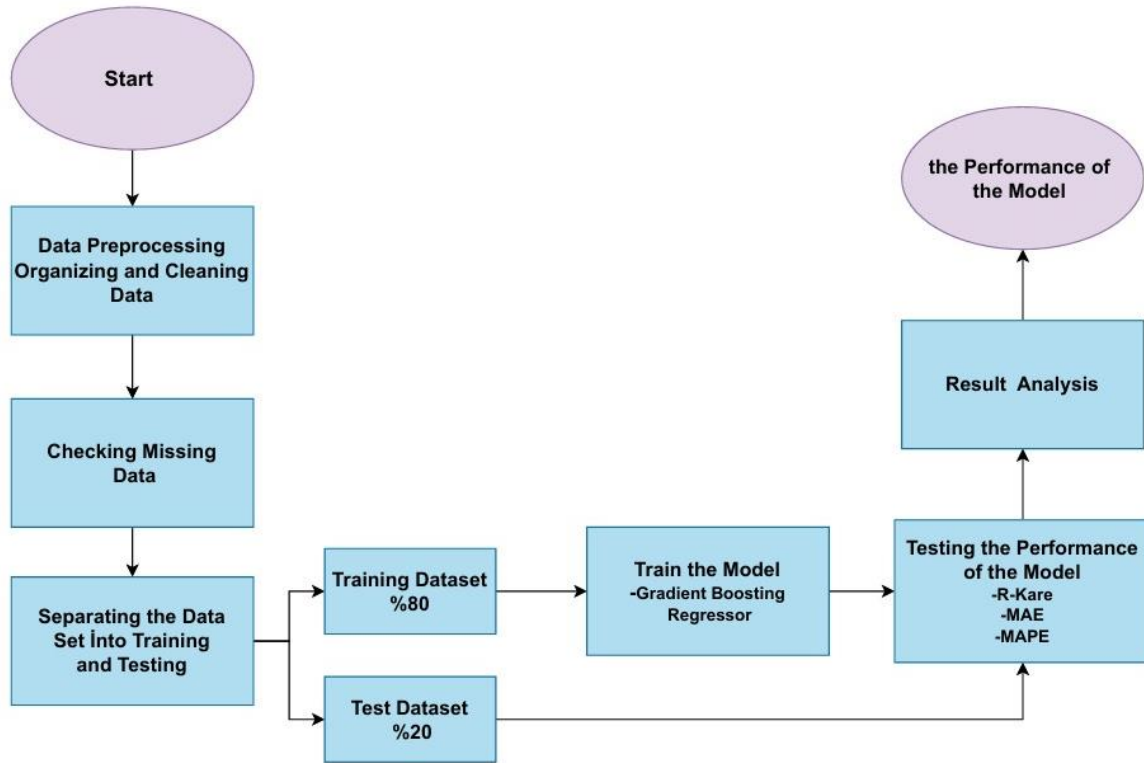 Start
Data Preprocessing
Organizing and Cleaning
Data
Checking Missing
Data
Separating the Data
Set İnto Training
and Testing
Training Dataset
%80
Test Dataset
%20
Train the Model
-Gradient Boosting
Regressor
Testing the Performance
of the Model
-R-Kare
-MAE
-MAPE
Result Analysis
the Performance of
the Model